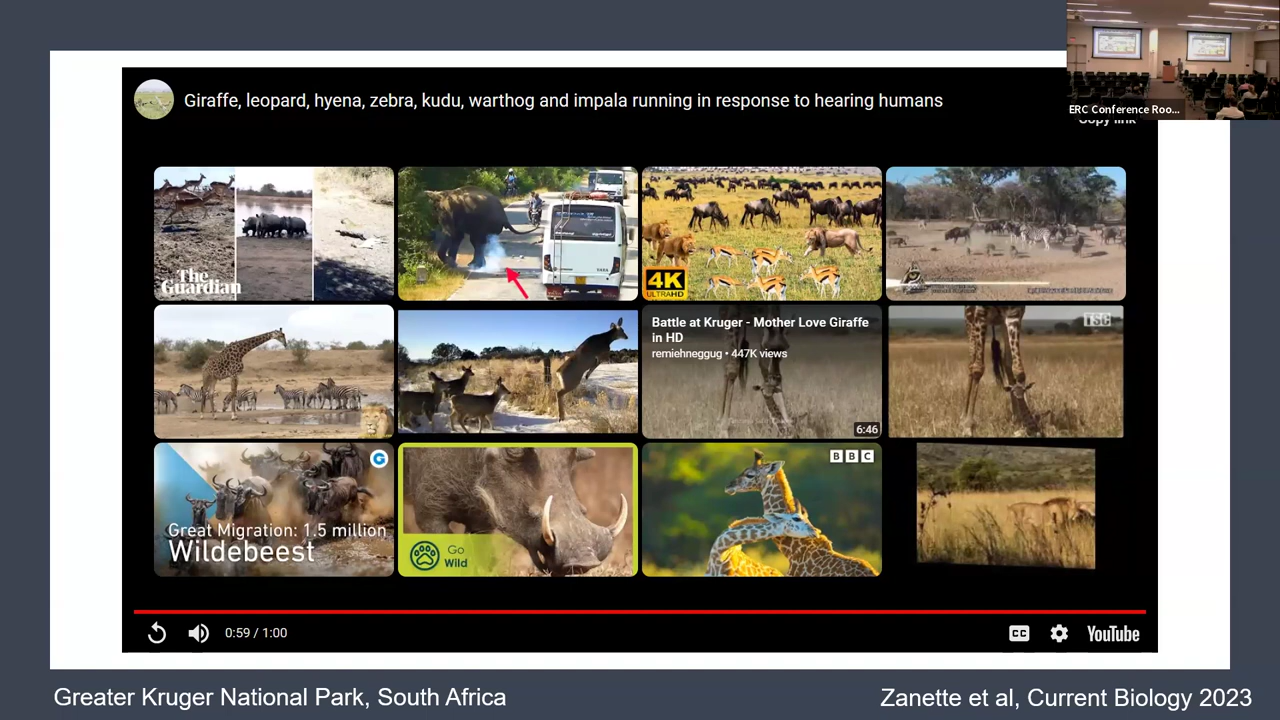 Giraffe, leopard, hyena, zebra, kudu, warthog and impala running in response to hearing humans
ERC Conference Roo...
Copy link
The
Guardian
4K
ULTRA HD
Battle at Kruger - Mother Love Giraffe
in HD
remiehneggug • 447K views
6:46
TSC
G
Great Migration: 1.5 million
Wildebeest
Go
Wild
BBC
0:59 / 1:00
CC
YouTube
Greater Kruger National Park, South Africa
Zanette et al, Current Biology 2023